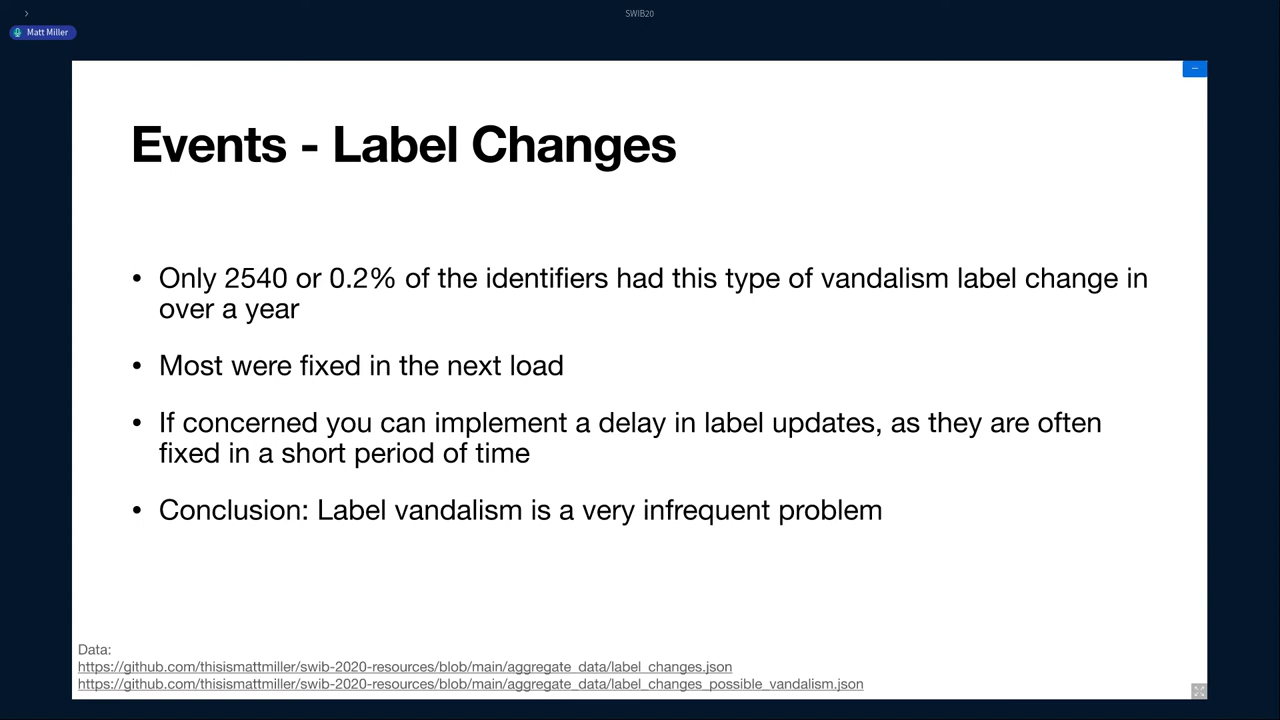 SWIB20
Matt Miller
Events - Label Changes
• Only 2540 or 0.2% of the identifiers had this type of vandalism label change in
over a year
• Most were fixed in the next load
• If concerned you can implement a delay in label updates, as they are often
fixed in a short period of time
• Conclusion: Label vandalism is a very infrequent problem
Data:
https://github.com/thisismattmiller/swib-2020-resources/blob/main/aggregate_data/label_changes.json
https://github.com/thisismattmiller/swib-2020-resources/blob/main/aggregate_data/label_changes_possible_vandalism.json